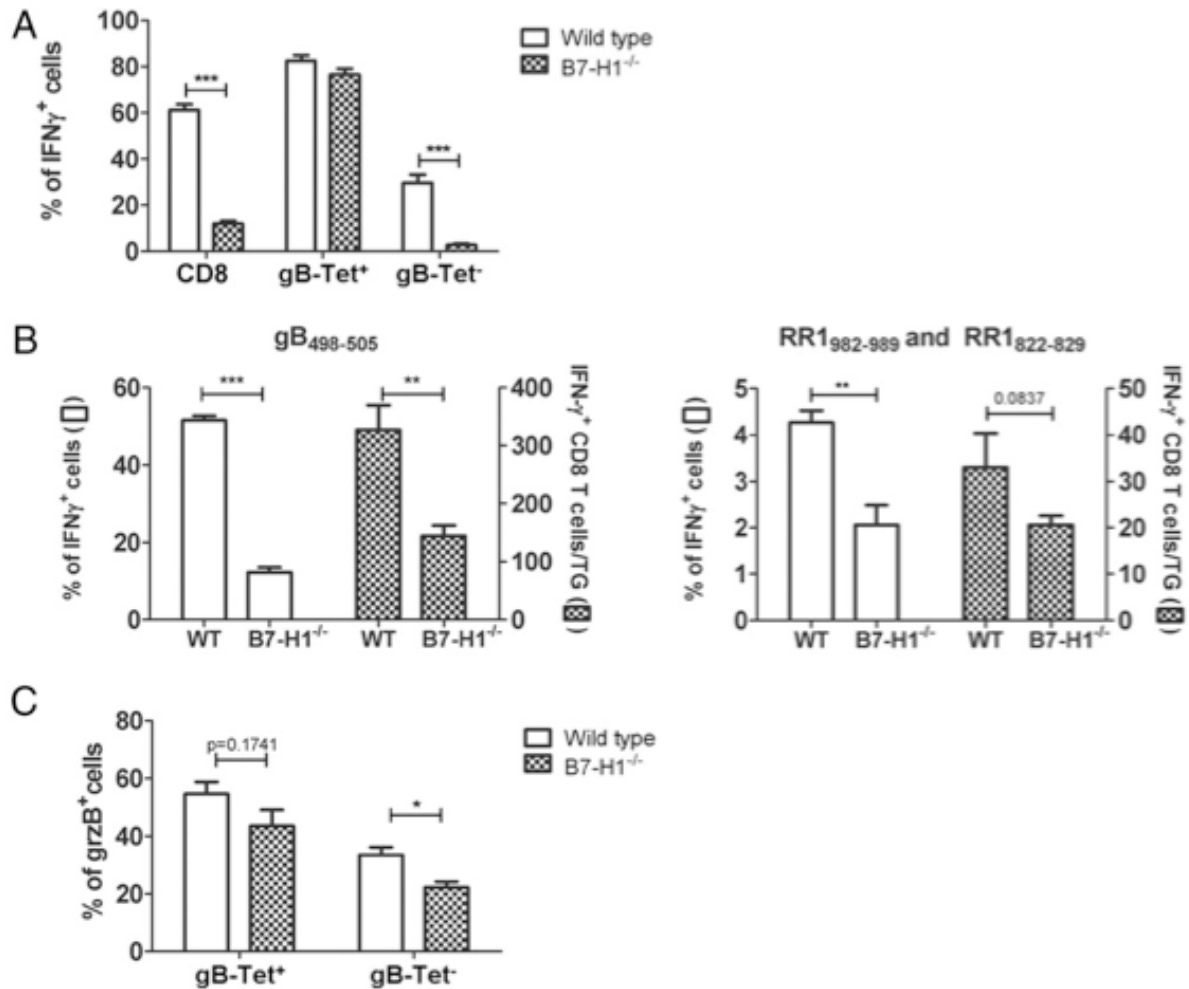 A
% of IFNγ⁺ cells
100
80
60
40
20
0
***
***
CD8
gB-Tet⁺
gB-Tet⁻
Wild type
B7-H1⁻/⁻
B
gB₄₉₈₋₅₀₅
% of IFNγ⁺ cells ( )
60
40
20
0
***
**
400
300
200
100
0
IFN-γ⁺ CD8 T cells/TG ( )
WT
B7-H1⁻/⁻
WT
B7-H1⁻/⁻
RR1₉₈₂₋₉₈₉ and RR1₈₂₂₋₈₂₉
% of IFNγ⁺ cells ( )
5
4
3
2
1
0
**
0.0837
50
40
30
20
10
0
IFN-γ⁺ CD8 T cells/TG ( )
WT
B7-H1⁻/⁻
WT
B7-H1⁻/⁻
C
% of grzB⁺cells
80
60
40
20
0
p=0.1741
*
gB-Tet⁺
gB-Tet⁻
Wild type
B7-H1⁻/⁻